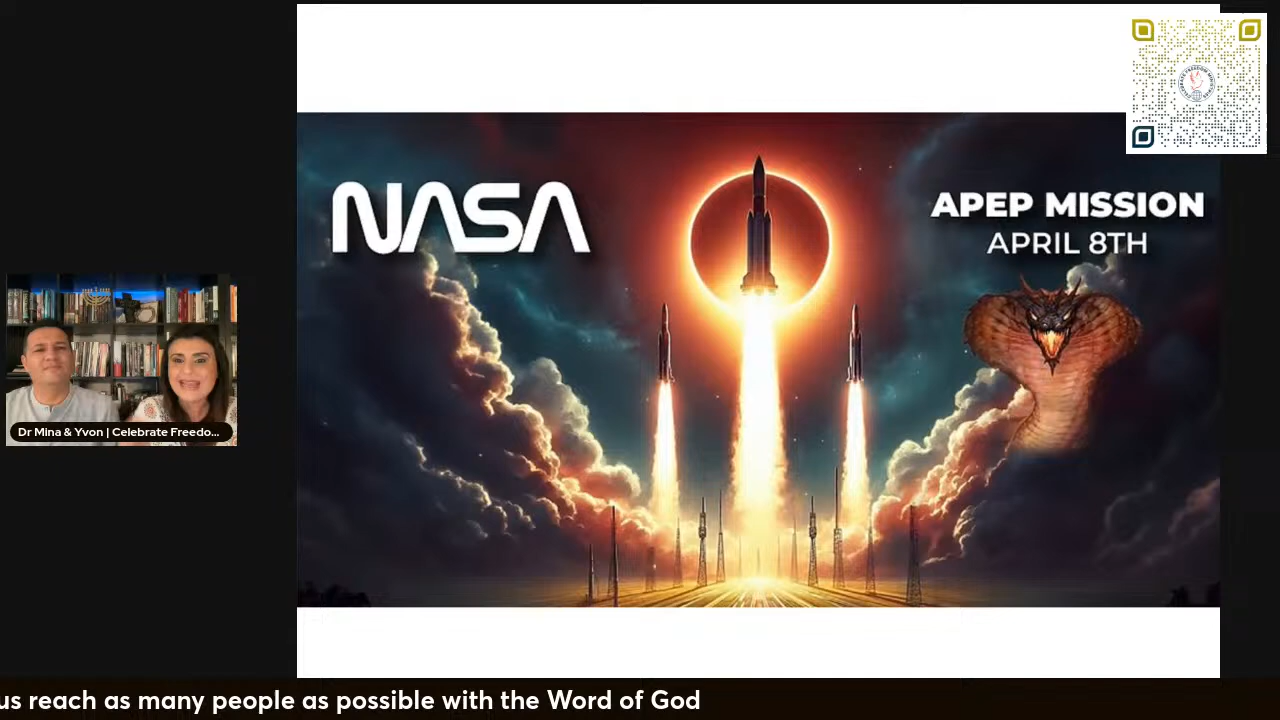 NASA
APEP MISSION
APRIL 8TH
Dr Mina & Yvon | Celebrate Freedo...
us reach as many people as possible with the Word of God